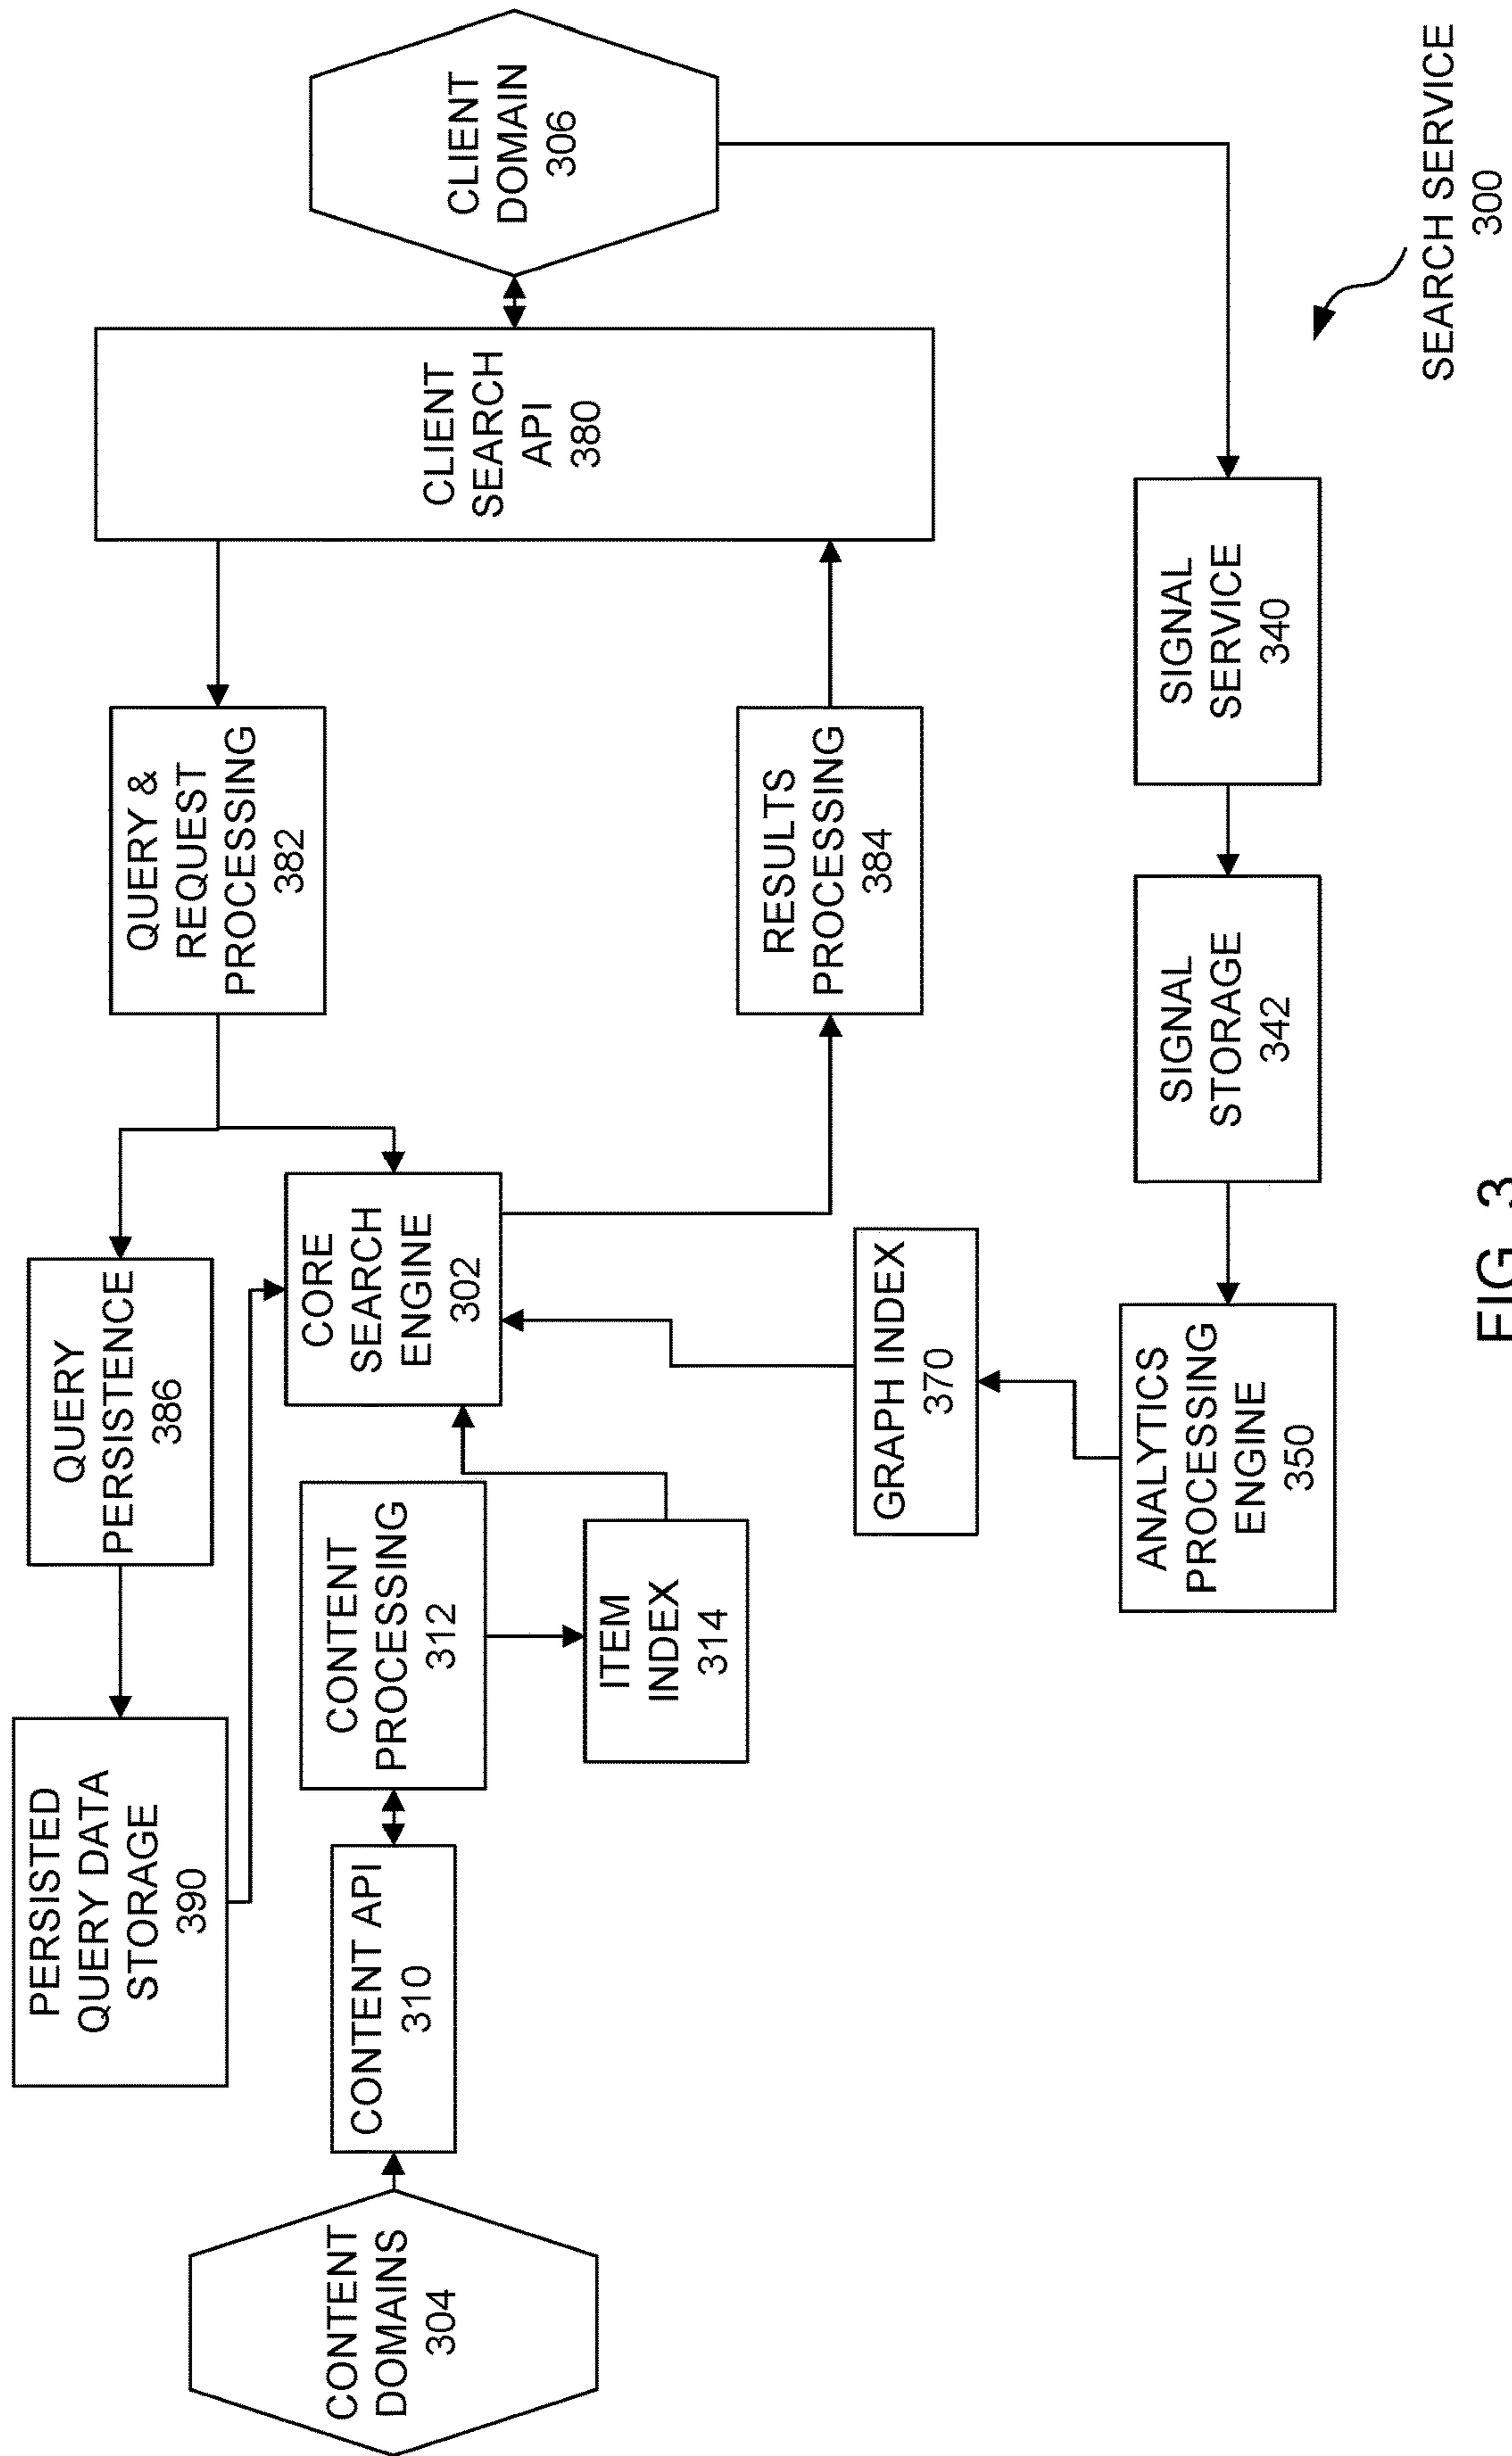 PERSISTED
QUERY DATA
STORAGE
390
QUERY
PERSISTENCE
386
QUERY &
REQUEST
PROCESSING
382
CLIENT
SEARCH
API
380
CLIENT
DOMAIN
306
CONTENT
DOMAINS
304
CONTENT API
310
CONTENT
PROCESSING
312
CORE
SEARCH
ENGINE
302
ITEM
INDEX
314
RESULTS
PROCESSING
384
GRAPH INDEX
370
ANALYTICS
PROCESSING
ENGINE
350
SIGNAL
STORAGE
342
SIGNAL
SERVICE
340
SEARCH SERVICE
300
FIG. 3